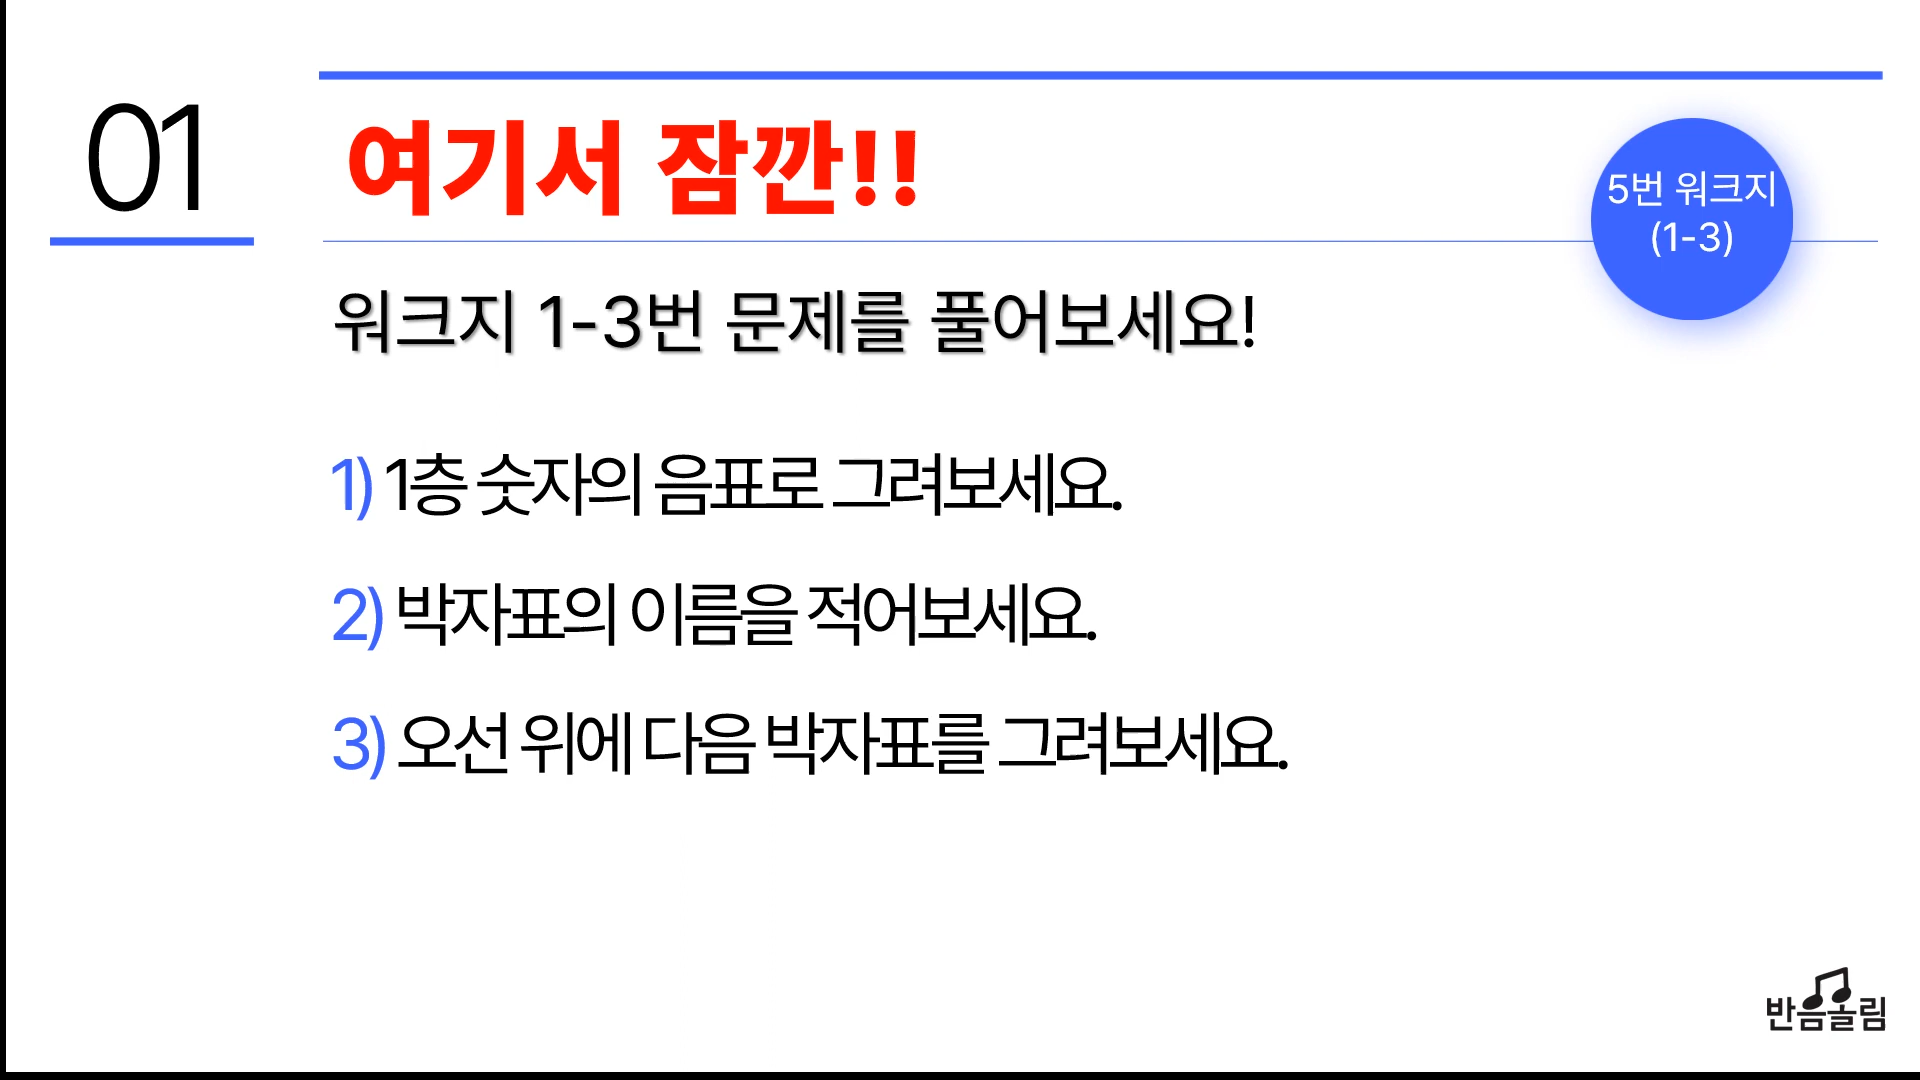 01
여기서 잠깐!!
5번 워크지
(1-3)
워크지 1-3번 문제를 풀어보세요!
1) 1층 숫자의 음표로 그려보세요.
2) 박자표의 이름을 적어보세요.
3) 오선 위에 다음 박자표를 그려보세요.
반음올림